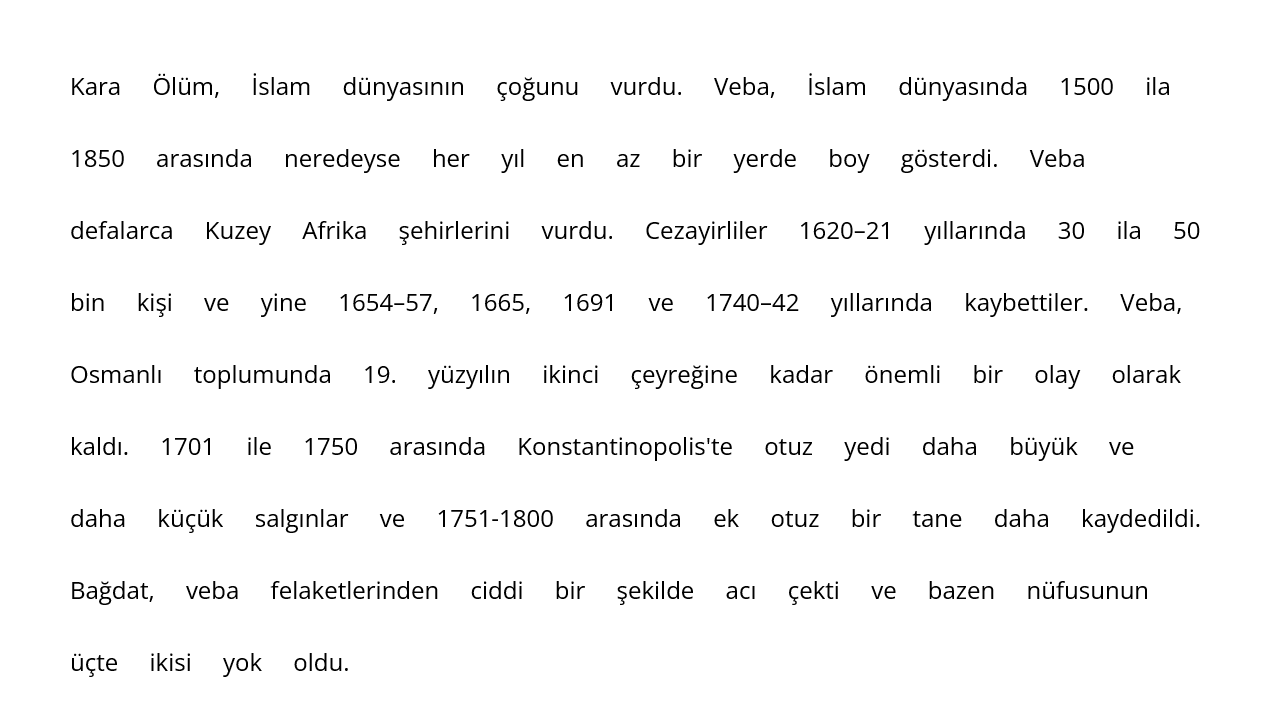 Kara Ölüm, İslam dünyasının çoğunu vurdu. Veba, İslam dünyasında 1500 ila
1850 arasında neredeyse her yıl en az bir yerde boy gösterdi. Veba
defalarca Kuzey Afrika şehirlerini vurdu. Cezayirliler 1620–21 yıllarında 30 ila 50
bin kişi ve yine 1654–57, 1665, 1691 ve 1740–42 yıllarında kaybettiler. Veba,
Osmanlı toplumunda 19. yüzyılın ikinci çeyreğine kadar önemli bir olay olarak
kaldı. 1701 ile 1750 arasında Konstantinopolis'te otuz yedi daha büyük ve
daha küçük salgınlar ve 1751-1800 arasında ek otuz bir tane daha kaydedildi.
Bağdat, veba felaketlerinden ciddi bir şekilde acı çekti ve bazen nüfusunun
üçte ikisi yok oldu.